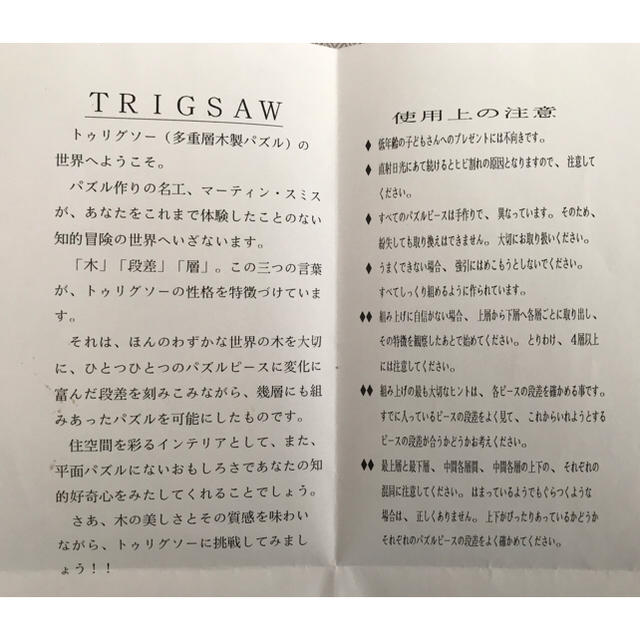 TRIGSAW
トゥリグソー（多重層木製パズル）の
世界へようこそ。
パズル作りの名工、マーティン・スミス
が、あなたをこれまで体験したことのない
知的冒険の世界へいざないます。
「木」「段差」「層」。この三つの言葉
が、トゥリグソーの性格を特徴づけていま
す。
それは、ほんのわずかな世界の木を大切
に、ひとつひとつのパズルピースに変化に
富んだ段差を刻みこみながら、幾層にも組
みあったパズルを可能にしたものです。
住空間を彩るインテリアとして、また、
平面パズルにないおもしろさであなたの知
的好奇心をみたしてくれることでしょう。
さあ、木の美しさとその質感を味わい
ながら、トゥリグソーに挑戦してみまし
ょう！！
使用上の注意
♦ 低年齢の子どもさんへのプレゼントには不向きです。
♦ 直射日光にあて続けるとヒビ割れの原因となりますので、注意して
ください。
♦ すべてのパズルピースは手作りで、異なっています。そのため、
紛失しても取り換えはできません。大切にお取り扱いください。
♦ うまくできない場合、強引にはめこもうとしないでください。
すべてしっくり組めるように作られています。
♦♦ 組み上げに自信がない場合、上層から下層へ各層ごとに取り出し、
その特徴を観察したあとで始めてください。とりわけ、4層以上
には注意してください。
♦♦ 組み上げの最も大切なヒントは、各ピースの段差を確かめる事です。
すでに入っているピースの段差をよく見て、これからいれようとする
ピースの段差が合うかどうかお考えください。
♦♦ 最上層と最下層、中間各層間、中間各層の上下の、それぞれの
混同に注意してください。はまっているようでもぐらつくような
場合は、正しくありません。上下がぴったりあっているかどうか
それぞれのパズルピースの段差をよく確かめてください。